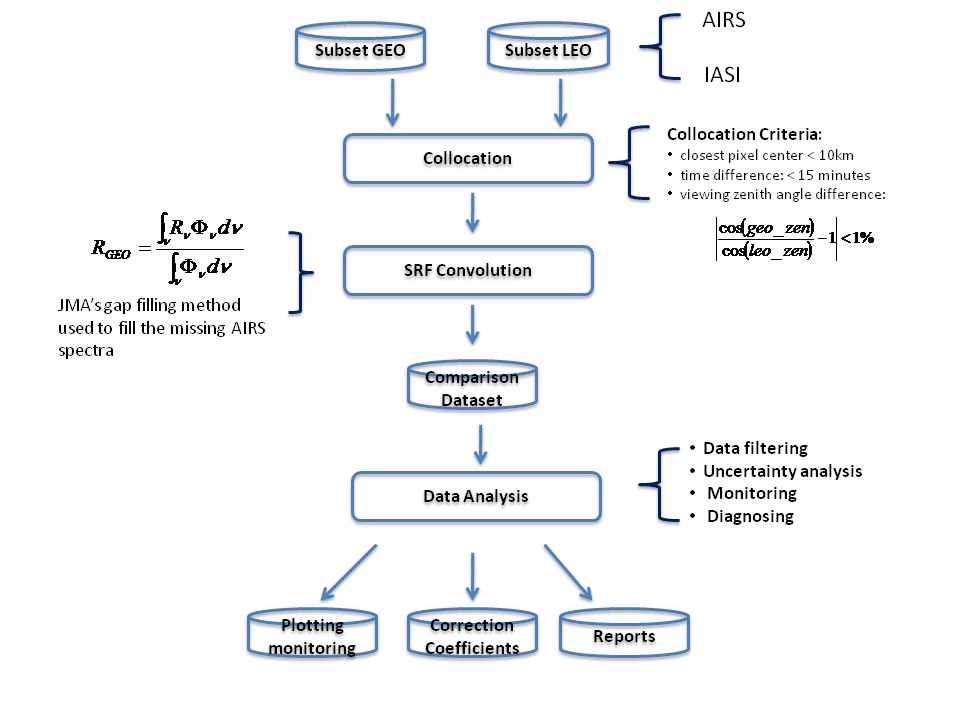 Subset GEO
Subset LEO
AIRS
IASI
Collocation
Collocation Criteria:
• closest pixel center < 10km
• time difference: < 15 minutes
• viewing zenith angle difference:
|cos(geo_zen)/cos(leo_zen) −1| < 1%
R_GEO = ∫_ν R_ν Φ_ν dν / ∫_ν Φ_ν dν
SRF Convolution
JMA's gap filling method
used to fill the missing AIRS
spectra
Comparison
Dataset
Data Analysis
• Data filtering
• Uncertainty analysis
• Monitoring
• Diagnosing
Plotting
monitoring
Correction
Coefficients
Reports